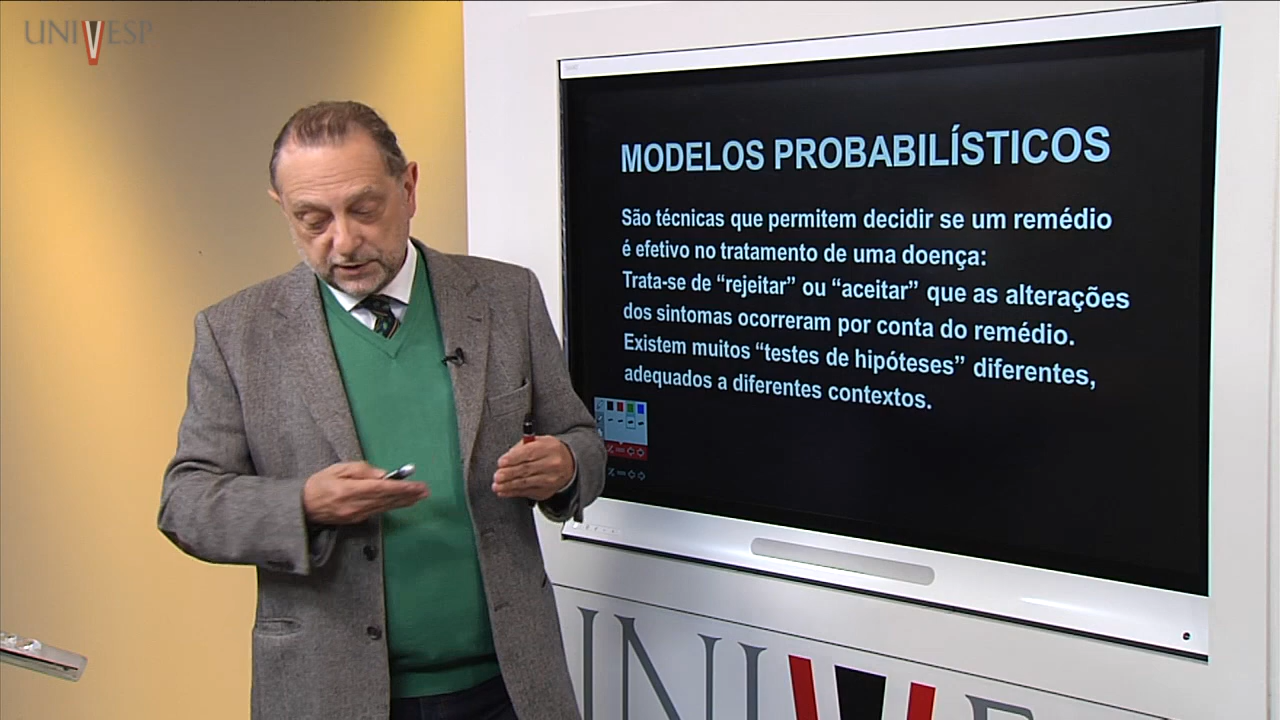 UNIVESP
MODELOS PROBABILÍSTICOS
São técnicas que permitem decidir se um remédio
é efetivo no tratamento de uma doença:
Trata-se de “rejeitar” ou “aceitar” que as alterações
dos sintomas ocorreram por conta do remédio.
Existem muitos “testes de hipóteses” diferentes,
adequados a diferentes contextos.
UNIVE